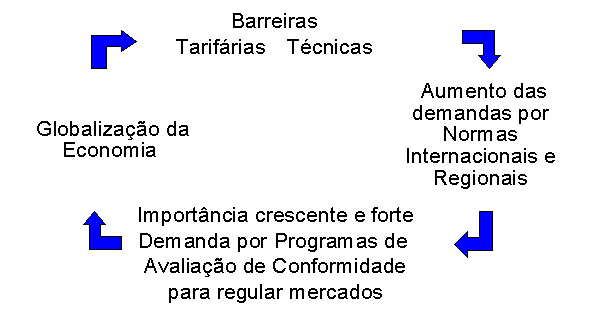 Barreiras
Tarifárias Técnicas
Aumento das
demandas por
Normas
Internacionais e
Regionais
Importância crescente e forte
Demanda por Programas de
Avaliação de Conformidade
para regular mercados
Globalização da
Economia